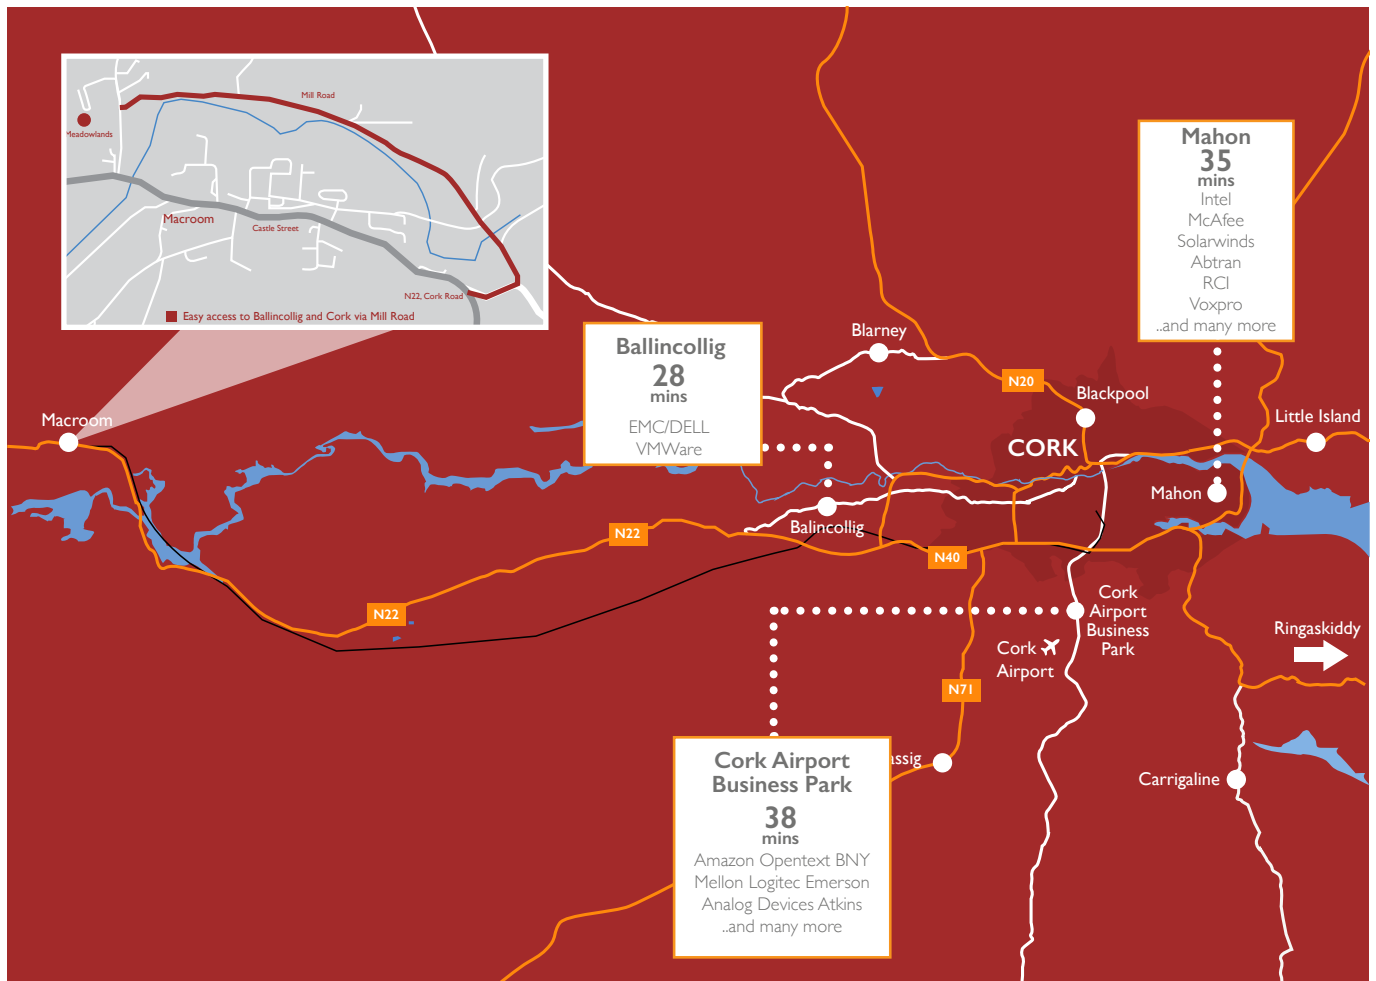 Mill Road
Meadowlands
Macroom
Castle Street
N22, Cork Road
Easy access to Ballincollig and Cork via Mill Road
Mahon
35
mins
Intel
McAfee
Solarwinds
Abtran
RCI
Voxpro
..and many more
Ballincollig
28
mins
EMC/DELL
VMWare
Blarney
N20
Blackpool
Macroom
Little Island
CORK
Mahon
Balincollig
N22
N40
N22
Cork
Airport
Business
Park
Ringaskiddy
Cork
Airport
N71
assig
Cork Airport
Business Park
38
mins
Amazon Opentext BNY
Mellon Logitec Emerson
Analog Devices Atkins
..and many more
Carrigaline